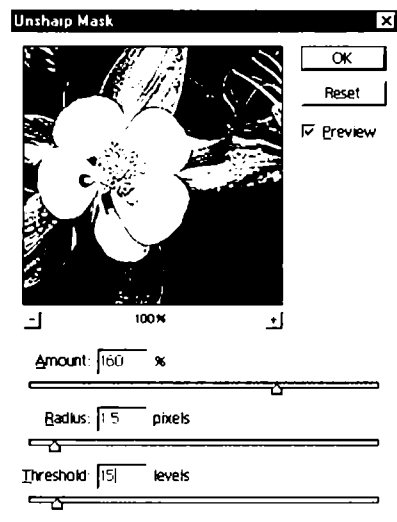 Unsharp Mask
OK
Reset
Preview
- 100% +
Amount: 160 %
Radius: 1.5 pixels
Threshold: 15 levels